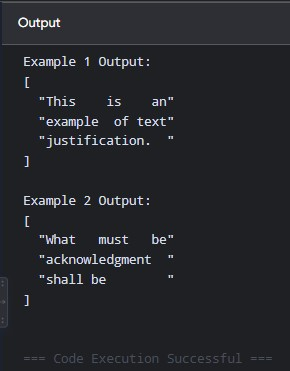 Output
Example 1 Output:
[
  "This    is    an"
  "example  of text"
  "justification.  "
]
Example 2 Output:
[
  "What   must   be"
  "acknowledgment  "
  "shall be        "
]
=== Code Execution Successful ===